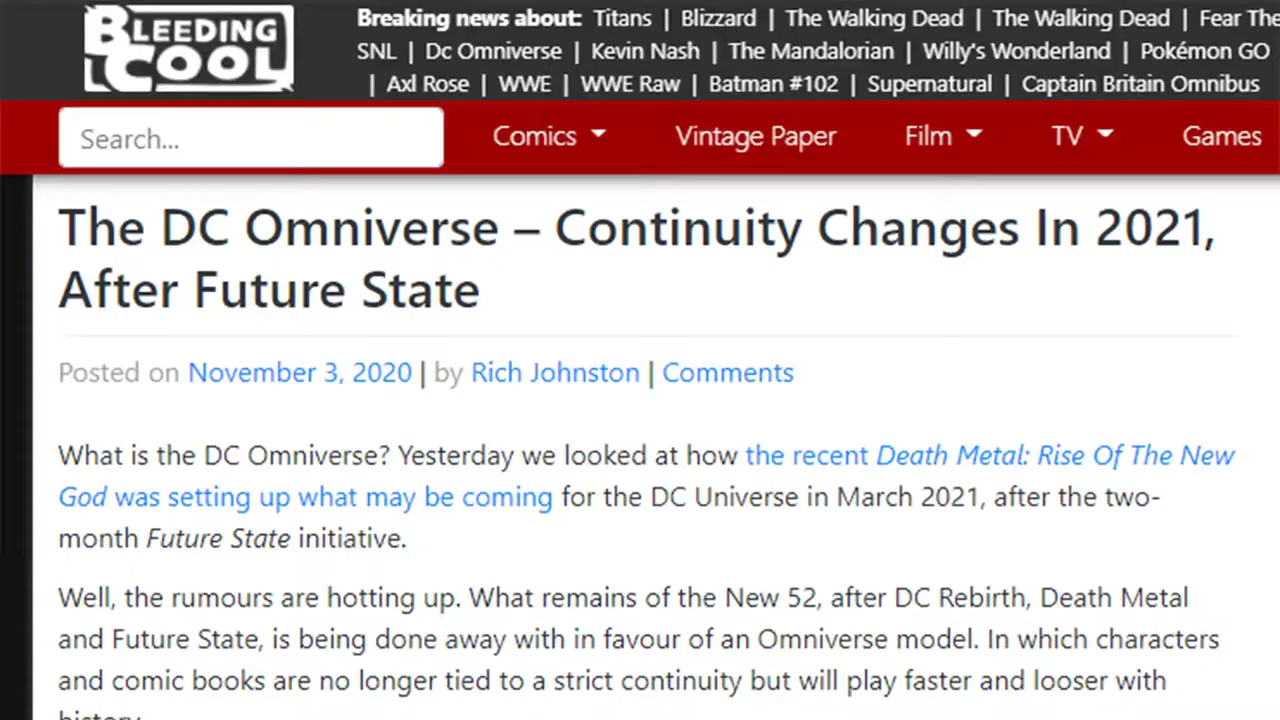 BLEEDING COOL
Breaking news about: Titans | Blizzard | The Walking Dead | The Walking Dead | Fear The
SNL | Dc Omniverse | Kevin Nash | The Mandalorian | Willy's Wonderland | Pokémon GO
| Axl Rose | WWE | WWE Raw | Batman #102 | Supernatural | Captain Britain Omnibus
Search... Comics Vintage Paper Film TV Games
The DC Omniverse – Continuity Changes In 2021,
After Future State
Posted on November 3, 2020 | by Rich Johnston | Comments
What is the DC Omniverse? Yesterday we looked at how the recent Death Metal: Rise Of The New
God was setting up what may be coming for the DC Universe in March 2021, after the two-
month Future State initiative.
Well, the rumours are hotting up. What remains of the New 52, after DC Rebirth, Death Metal
and Future State, is being done away with in favour of an Omniverse model. In which characters
and comic books are no longer tied to a strict continuity but will play faster and looser with
history.